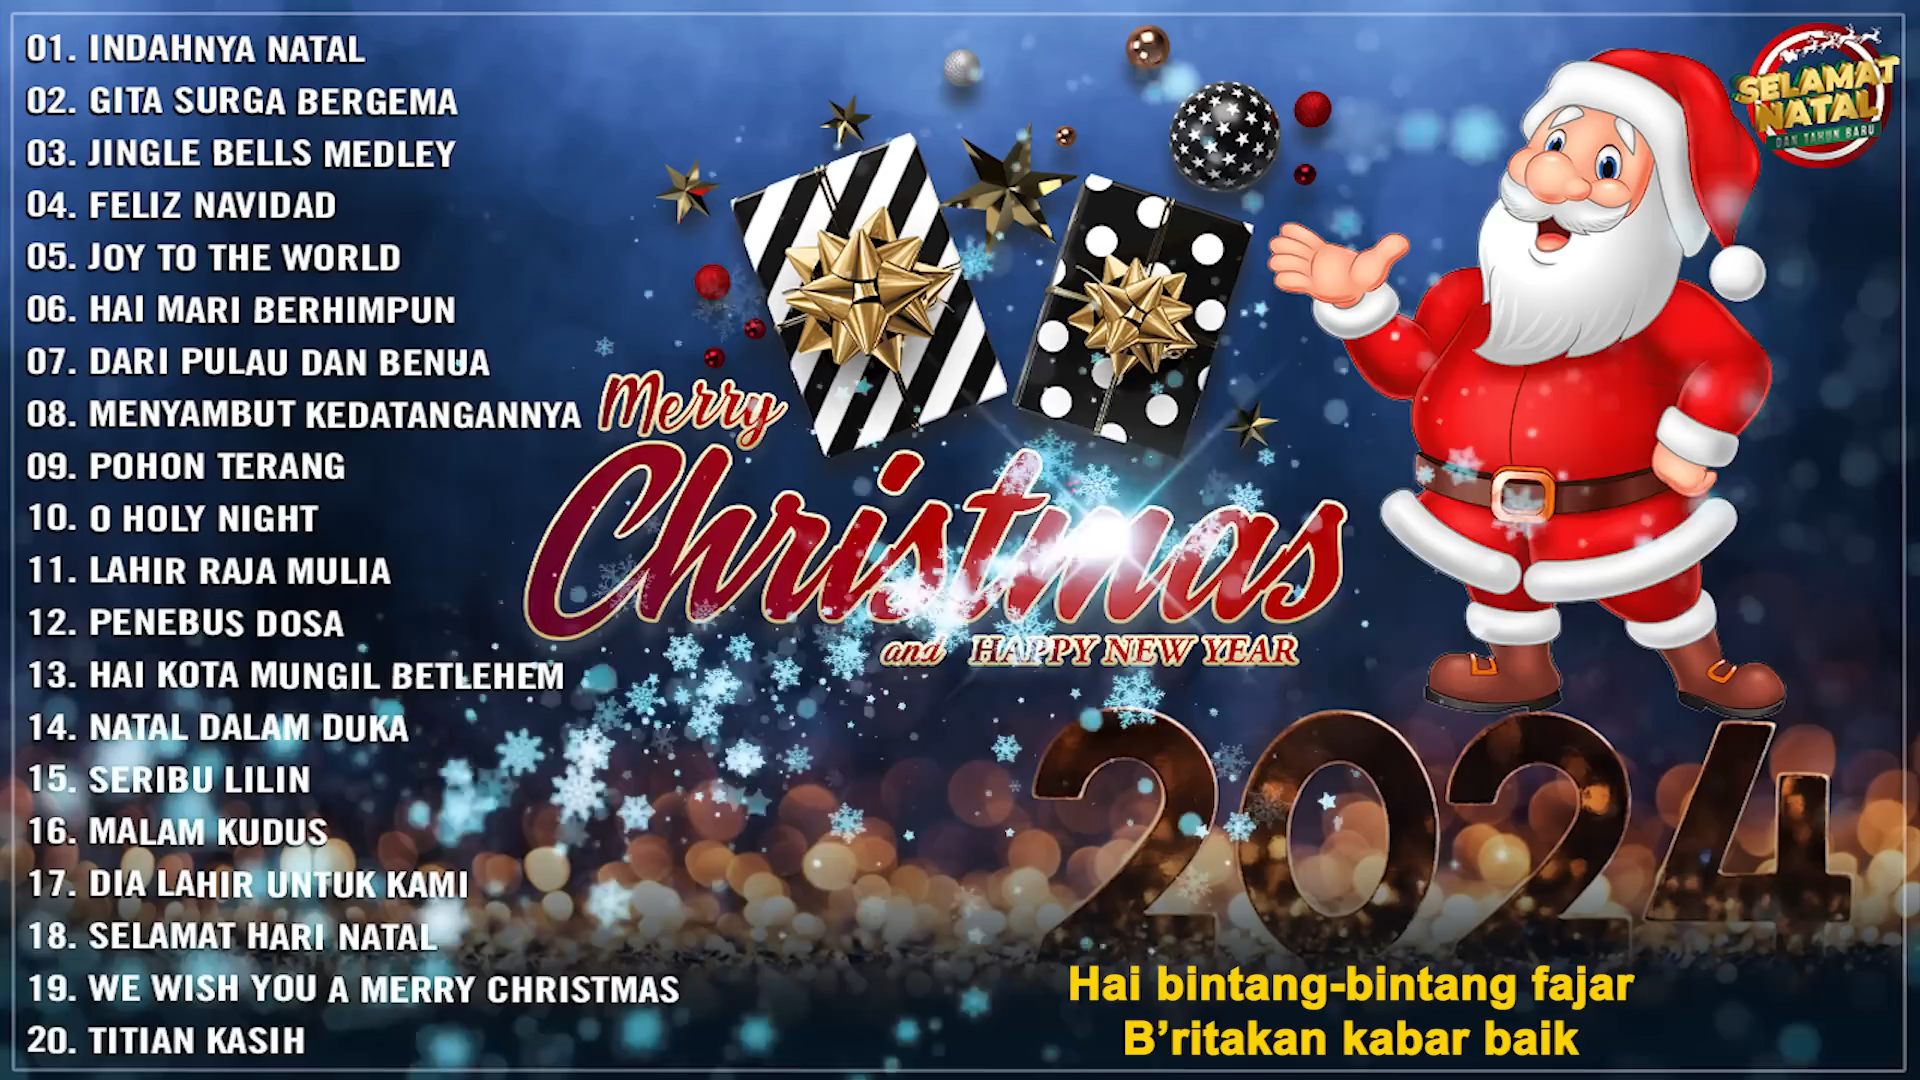 01. INDAHNYA NATAL
02. GITA SURGA BERGEMA
03. JINGLE BELLS MEDLEY
04. FELIZ NAVIDAD
05. JOY TO THE WORLD
06. HAI MARI BERHIMPUN
07. DARI PULAU DAN BENUA
08. MENYAMBUT KEDATANGANNYA
09. POHON TERANG
10. O HOLY NIGHT
11. LAHIR RAJA MULIA
12. PENEBUS DOSA
13. HAI KOTA MUNGIL BETLEHEM
14. NATAL DALAM DUKA
15. SERIBU LILIN
16. MALAM KUDUS
17. DIA LAHIR UNTUK KAMI
18. SELAMAT HARI NATAL
19. WE WISH YOU A MERRY CHRISTMAS
20. TITIAN KASIH
Merry
Christmas
and HAPPY NEW YEAR
2024
SELAMAT
NATAL
DAN TAHUN BARU
Hai bintang-bintang fajar
B’ritakan kabar baik